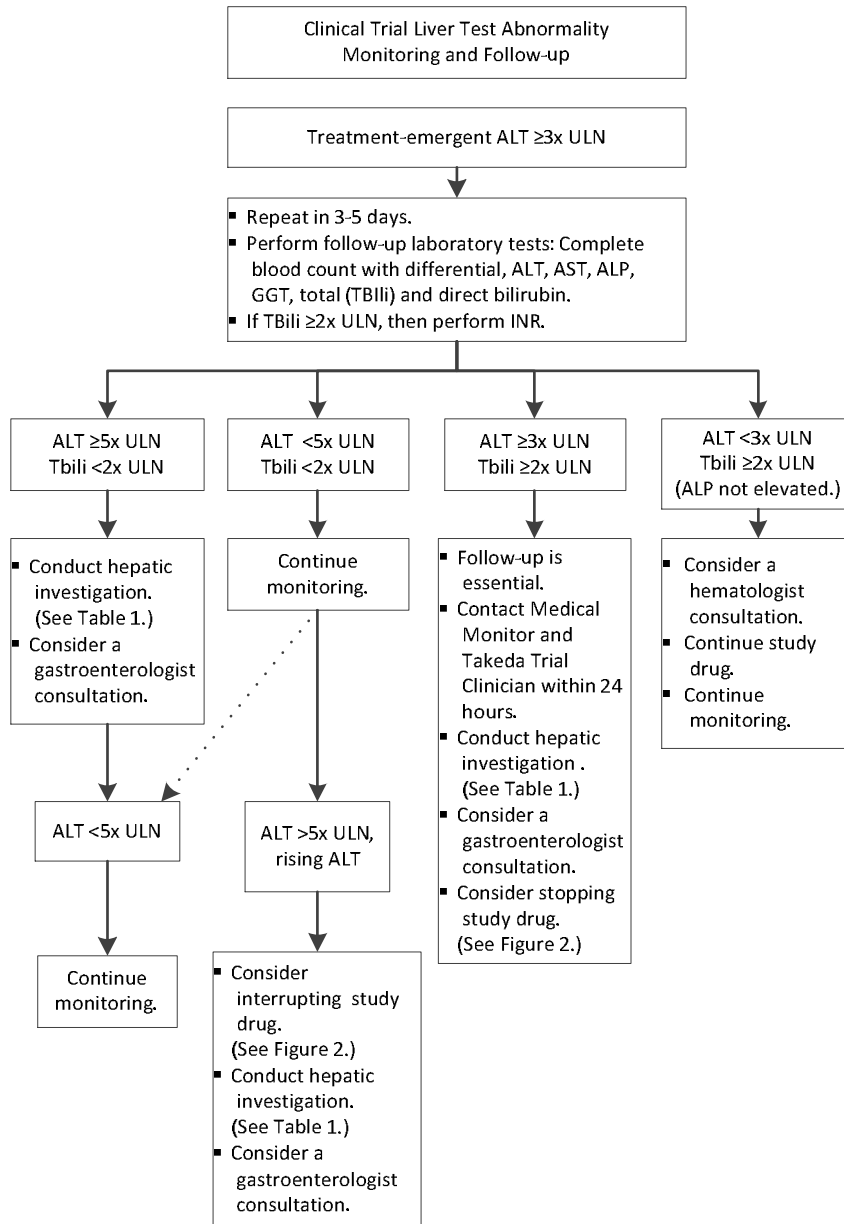 Clinical Trial Liver Test Abnormality
Monitoring and Follow-up
Treatment-emergent ALT ≥3x ULN
▪ Repeat in 3-5 days.
▪ Perform follow-up laboratory tests: Complete
blood count with differential, ALT, AST, ALP,
GGT, total (TBIli) and direct bilirubin.
▪ If TBili ≥2x ULN, then perform INR.
ALT ≥5x ULN
Tbili <2x ULN
ALT <5x ULN
Tbili <2x ULN
ALT ≥3x ULN
Tbili ≥2x ULN
ALT <3x ULN
Tbili ≥2x ULN
(ALP not elevated.)
▪ Conduct hepatic
investigation.
(See Table 1.)
▪ Consider a
gastroenterologist
consultation.
Continue
monitoring.
▪ Follow-up is
essential.
▪ Contact Medical
Monitor and
Takeda Trial
Clinician within 24
hours.
▪ Conduct hepatic
investigation .
(See Table 1.)
▪ Consider a
gastroenterologist
consultation.
▪ Consider stopping
study drug.
(See Figure 2.)
▪ Consider a
hematologist
consultation.
▪ Continue study
drug.
▪ Continue
monitoring.
ALT <5x ULN
ALT >5x ULN,
rising ALT
Continue
monitoring.
▪ Consider
interrupting study
drug.
(See Figure 2.)
▪ Conduct hepatic
investigation.
(See Table 1.)
▪ Consider a
gastroenterologist
consultation.